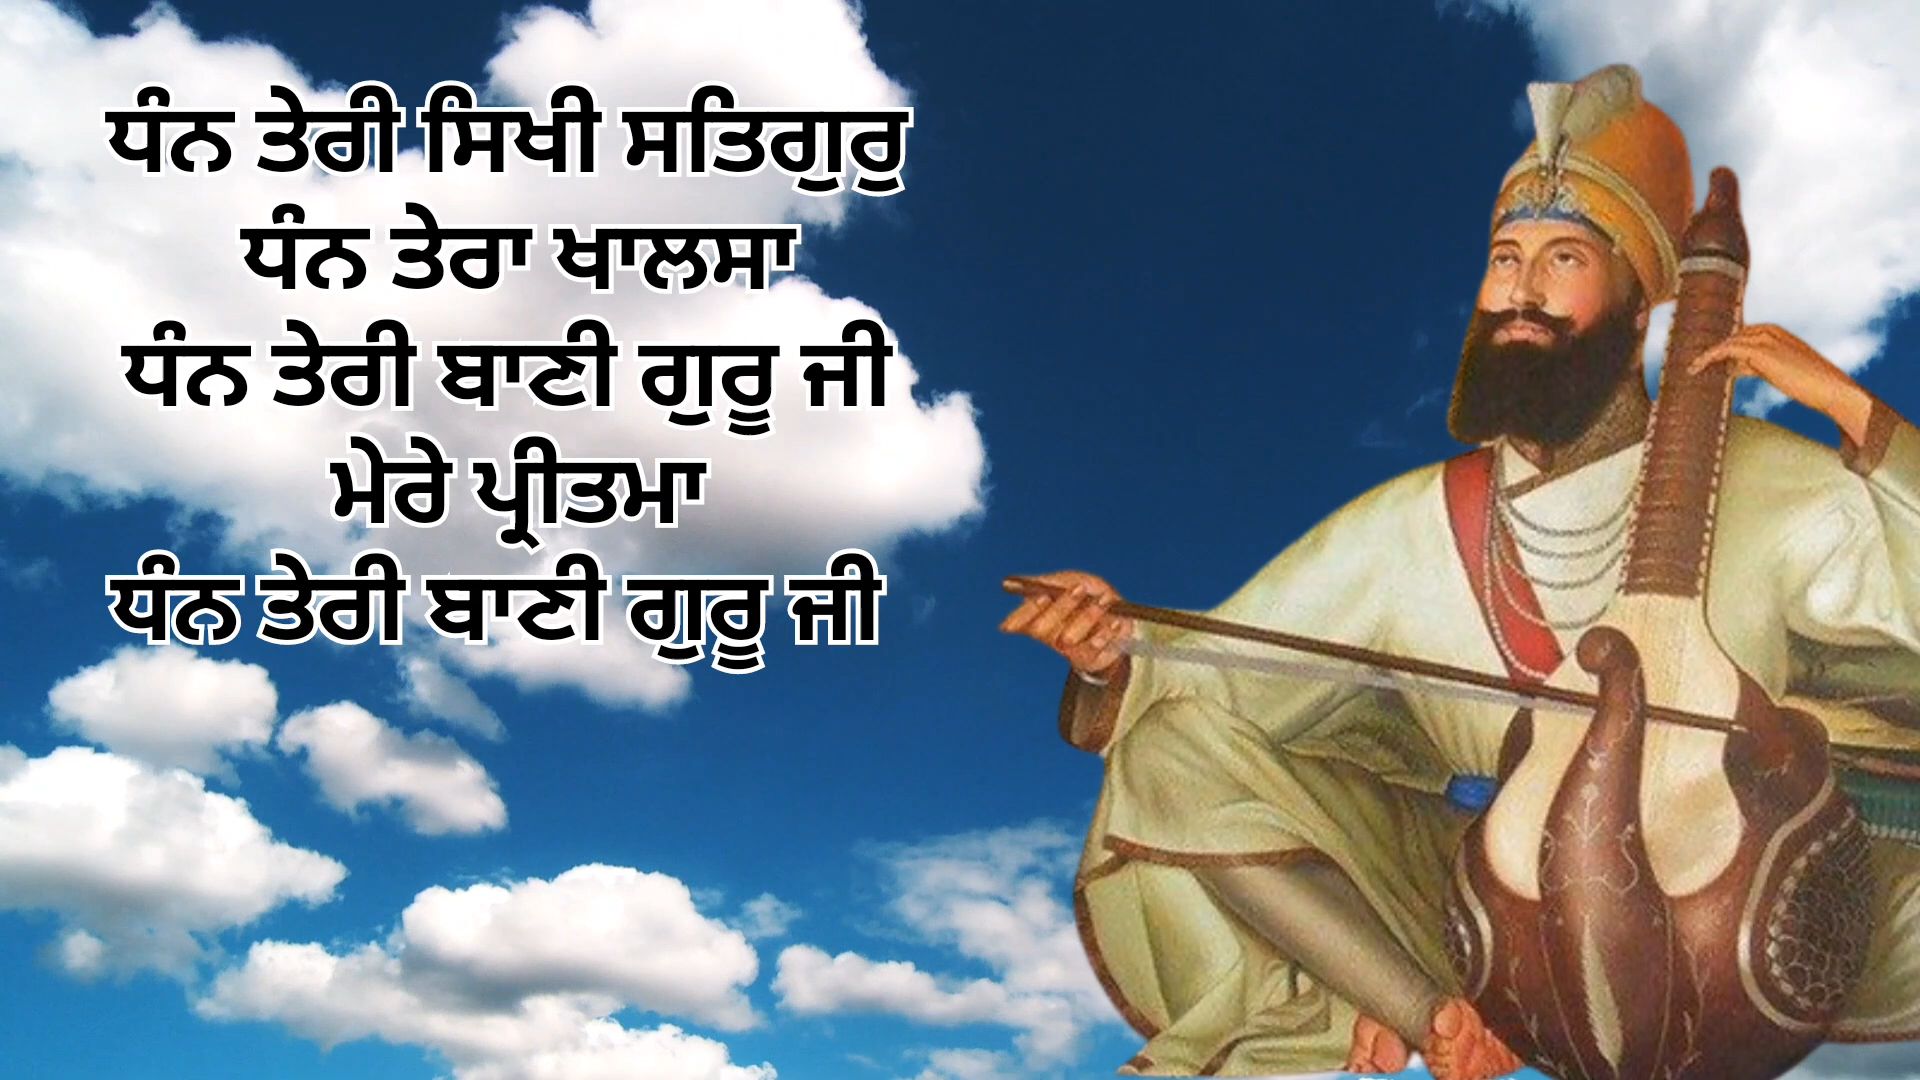 ਧੰਨ ਤੇਰੀ ਸਿਖੀ ਸਤਿਗੁਰੁ
ਧੰਨ ਤੇਰਾ ਖਾਲਸਾ
ਧੰਨ ਤੇਰੀ ਬਾਣੀ ਗੁਰੂ ਜੀ
ਮੇਰੇ ਪ੍ਰੀਤਮਾ
ਧੰਨ ਤੇਰੀ ਬਾਣੀ ਗੁਰੂ ਜੀ